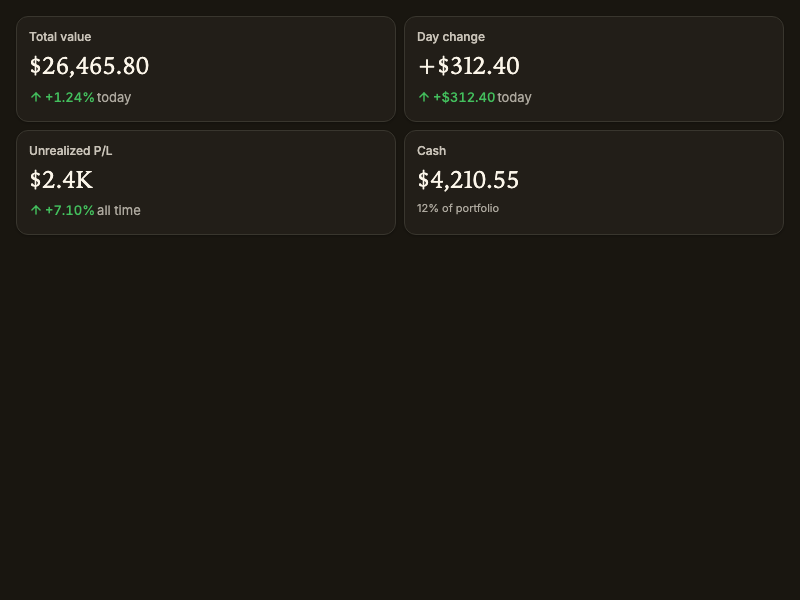 Total value
$26,465.80
↑ +1.24% today
Day change
+$312.40
↑ +$312.40 today
Unrealized P/L
$2.4K
↑ +7.10% all time
Cash
$4,210.55
12% of portfolio